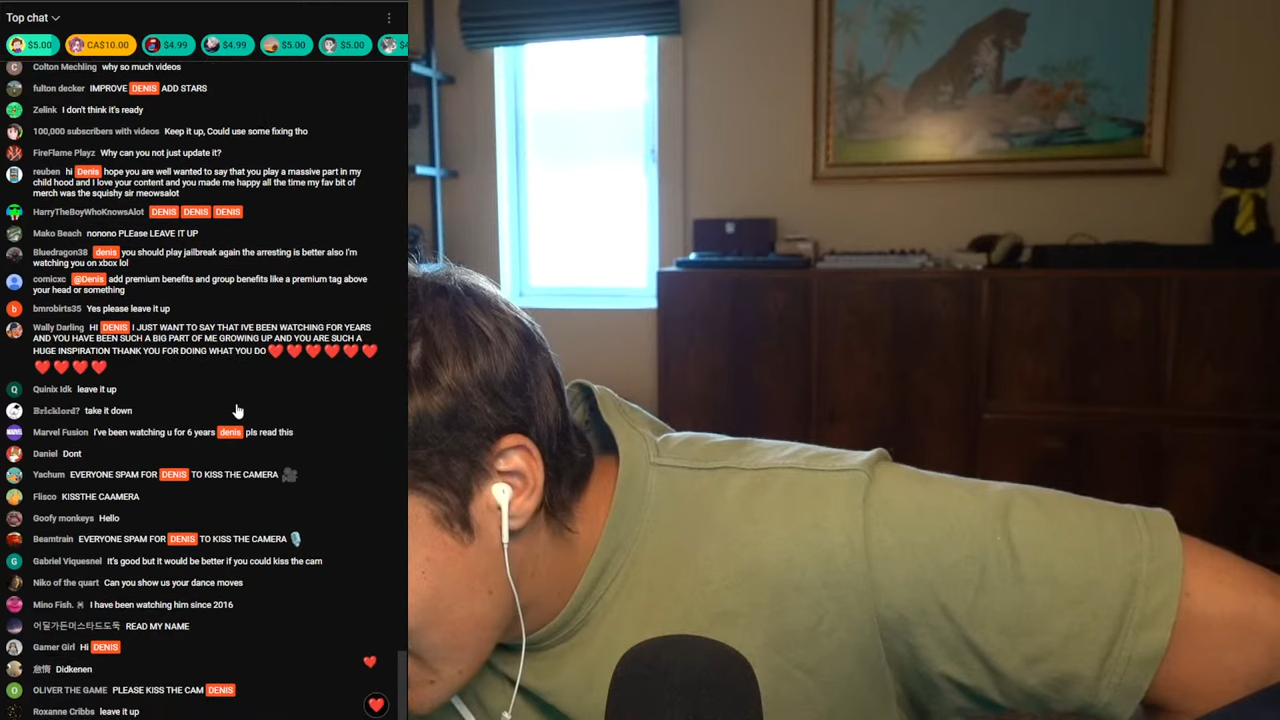 Top chat
$5.00 CA$10.00 $4.99 $4.99 $5.00 $5.00
Colton Mechling why so much videos
fulton decker IMPROVE DENIS ADD STARS
Zelink I don't think it's ready
100,000 subscribers with videos Keep it up, Could use some fixing tho
FireFlame Playz Why can you not just update it?
reuben hi Denis hope you are well wanted to say that you play a massive part in my
child hood and I love your content and you made me happy all the time my fav bit of
merch was the squishy sir meowsalot
HarryTheBoyWhoKnowsAlot DENIS DENIS DENIS
Mako Beach nonono PLEase LEAVE IT UP
Bluedragon38 denis you should play jailbreak again the arresting is better also I'm
watching you on xbox lol
comicxc @Denis add premium benefits and group benefits like a premium tag above
your head or something
bmrobirts35 Yes please leave it up
Wally Darling HI DENIS I JUST WANT TO SAY THAT IVE BEEN WATCHING FOR YEARS
AND YOU HAVE BEEN SUCH A BIG PART OF ME GROWING UP AND YOU ARE SUCH A
HUGE INSPIRATION THANK YOU FOR DOING WHAT YOU DO ❤️❤️❤️❤️❤️❤️
❤️❤️❤️❤️
Quinix Idk leave it up
𝔹𝕣𝕚𝕔𝕜𝕝𝕠𝕣𝕕? take it down
Marvel Fusion I've been watching u for 6 years denis pls read this
Daniel Dont
Yachum EVERYONE SPAM FOR DENIS TO KISS THE CAMERA 🎥
Flisco KISSTHE CAAMERA
Goofy monkeys Hello
Beamtrain EVERYONE SPAM FOR DENIS TO KISS THE CAMERA 🎙️
Gabriel Viquesnel It's good but it would be better if you could kiss the cam
Niko of the quart Can you show us your dance moves
Mino Fish. I have been watching him since 2016
어딜가든머스타드도둑 READ MY NAME
Gamer Girl Hi DENIS
怠惰 Didkenen
OLIVER THE GAME PLEASE KISS THE CAM DENIS
Roxanne Cribbs leave it up